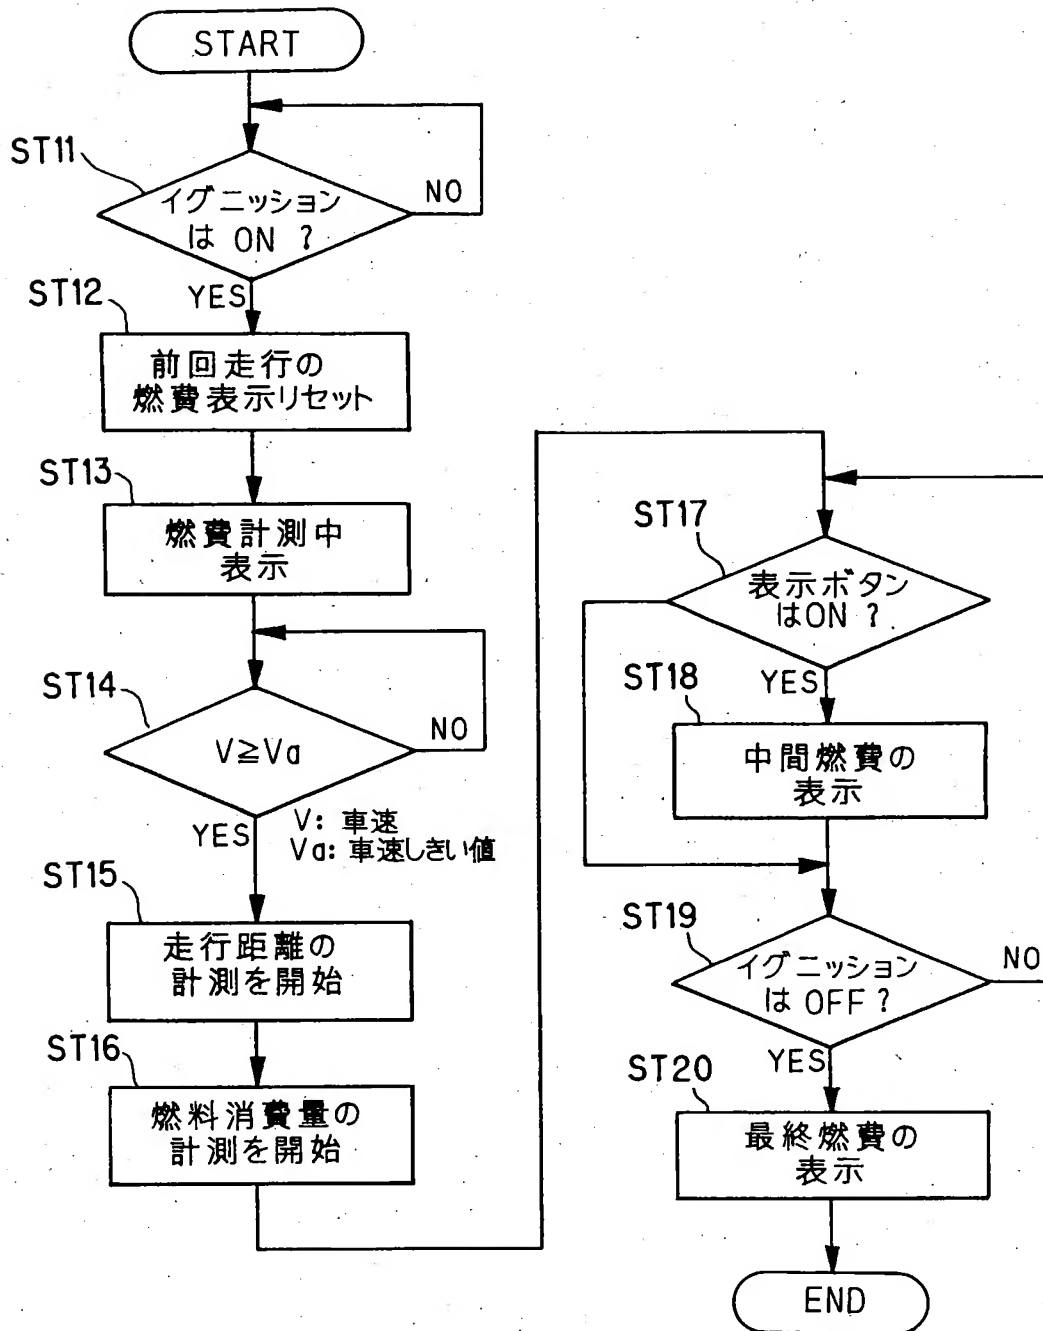 START
ST11
イグニッション
は ON ?
NO
YES
ST12
前回走行の
燃費表示リセット
ST13
燃費計測中
表示
ST14
V≧Va
NO
YES
V: 車速
Va: 車速しきい値
ST15
走行距離の
計測を開始
ST16
燃料消費量の
計測を開始
ST17
表示ボタン
はON ?
YES
ST18
中間燃費の
表示
ST19
イグニッション
は OFF ?
NO
YES
ST20
最終燃費の
表示
END